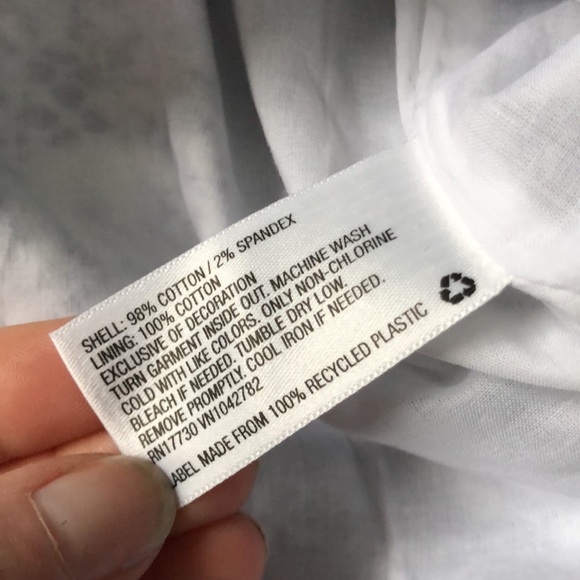 SHELL: 98% COTTON / 2% SPANDEX
LINING: 100% COTTON
EXCLUSIVE OF DECORATION
TURN GARMENT INSIDE OUT. MACHINE WASH
COLD WITH LIKE COLORS. ONLY NON-CHLORINE
BLEACH IF NEEDED. TUMBLE DRY LOW.
REMOVE PROMPTLY. COOL IRON IF NEEDED.
RN17730 VN1042782
LABEL MADE FROM 100% RECYCLED PLASTIC